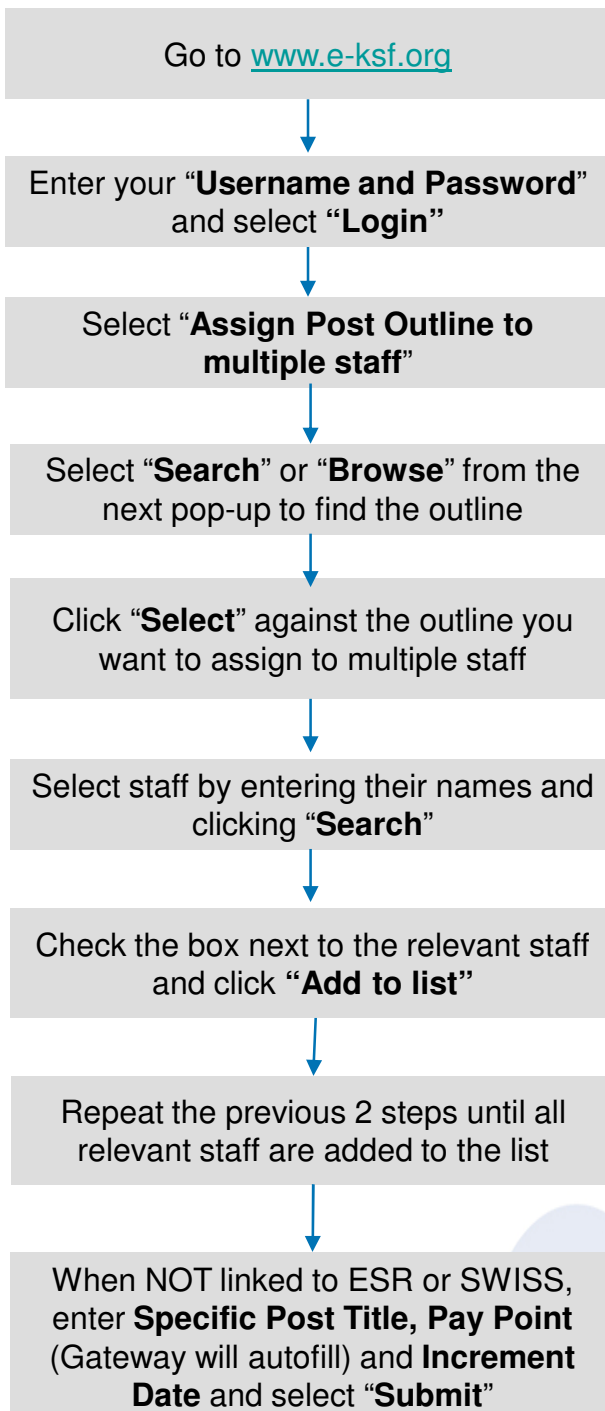 Go to www.e-ksf.org
Enter your “Username and Password”
and select “Login”
Select “Assign Post Outline to
multiple staff”
Select “Search” or “Browse” from the
next pop-up to find the outline
Click “Select” against the outline you
want to assign to multiple staff
Select staff by entering their names and
clicking “Search”
Check the box next to the relevant staff
and click “Add to list”
Repeat the previous 2 steps until all
relevant staff are added to the list
When NOT linked to ESR or SWISS,
enter Specific Post Title, Pay Point
(Gateway will autofill) and Increment
Date and select “Submit”